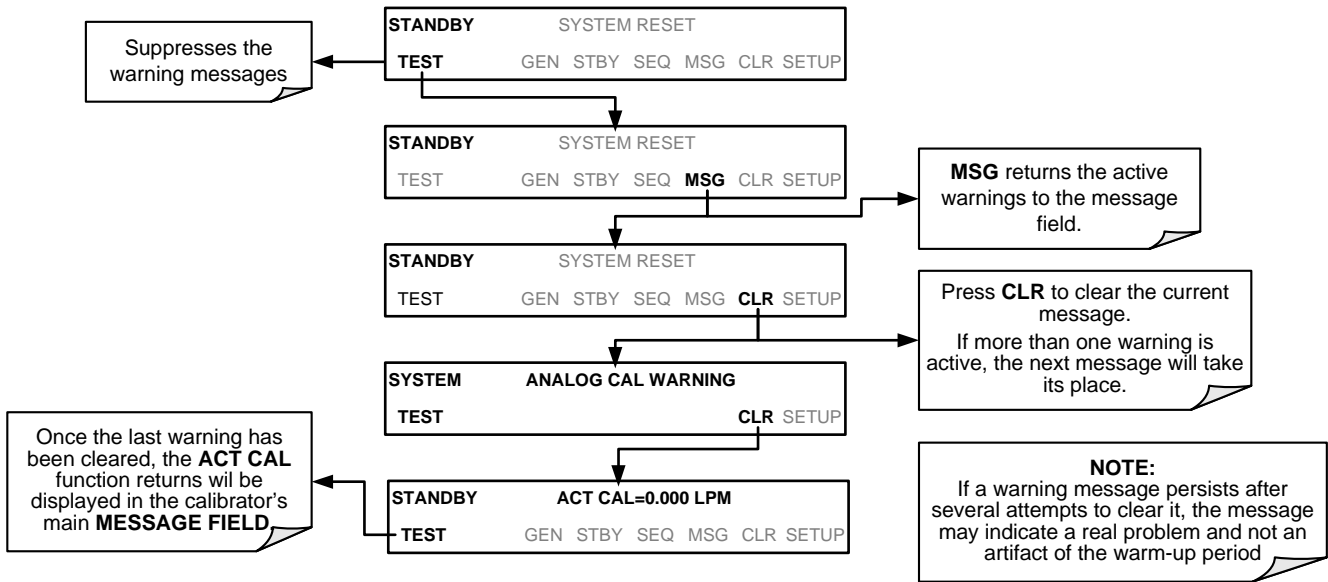 Suppresses the
warning messages
STANDBY SYSTEM RESET
TEST GEN STBY SEQ MSG CLR SETUP
STANDBY SYSTEM RESET
TEST GEN STBY SEQ MSG CLR SETUP
MSG returns the active
warnings to the message
field.
STANDBY SYSTEM RESET
TEST GEN STBY SEQ MSG CLR SETUP
Press CLR to clear the current
message.
If more than one warning is
active, the next message will take
its place.
SYSTEM ANALOG CAL WARNING
TEST CLR SETUP
Once the last warning has
been cleared, the ACT CAL
function returns wil be
displayed in the calibrator's
main MESSAGE FIELD.
STANDBY ACT CAL=0.000 LPM
TEST GEN STBY SEQ MSG CLR SETUP
NOTE:
If a warning message persists after
several attempts to clear it, the message
may indicate a real problem and not an
artifact of the warm-up period